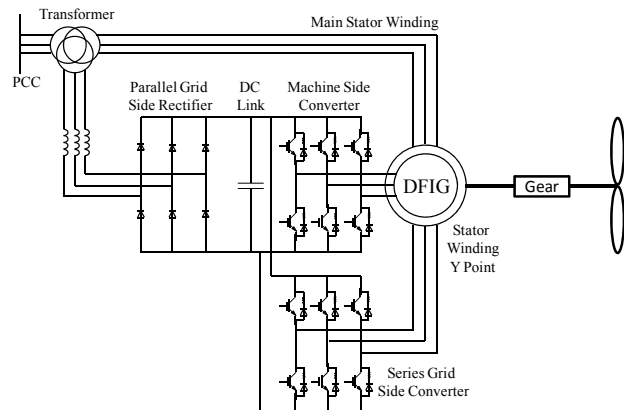 Transformer
Main Stator Winding
PCC
Parallel Grid
Side Rectifier
DC
Link
Machine Side
Converter
DFIG
Gear
Stator
Winding
Y Point
Series Grid
Side Converter